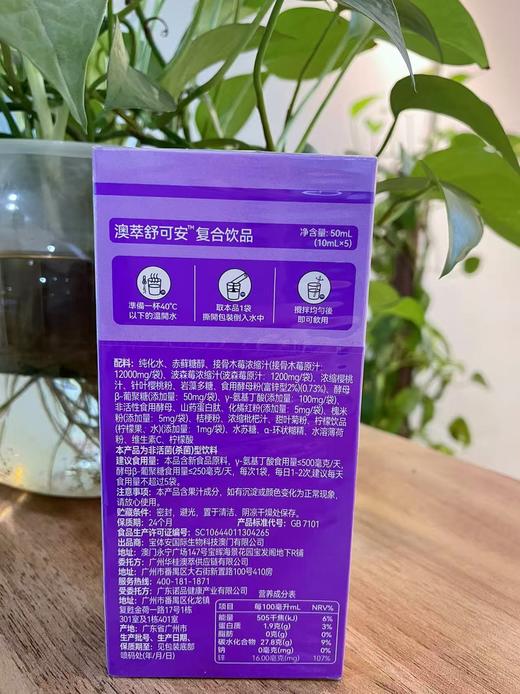 澳萃舒可安™复合饮品
净含量: 50mL
(10mL×5)
準備一杯40℃
以下的温開水
取本品1袋
撕開包装倒入水中
攪拌均匀後
即可飲用
配料：纯化水、赤藓糖醇、接骨木莓浓缩汁(接骨木莓原汁：
12000mg/袋)、波森莓浓缩汁(波森莓原汁：1200mg/袋)、浓缩樱桃
汁、针叶樱桃粉、岩藻多糖、食用酵母粉(富锌型2%)(0.73%)、酵母
β-葡聚糖(添加量：50mg/袋)、γ-氨基丁酸(添加量：100mg/袋)、
非活性食用酵母、山药蛋白肽、化橘红粉(添加量：5mg/袋)、槐米
粉(添加量：5mg/袋)、桔梗粉、浓缩枇杷汁、甜叶菊粉、柠檬饮品
(柠檬果、水)(添加量：1mg/袋)、水苏糖、α-环状糊精、水溶薄荷
粉、维生素C、柠檬酸
本产品为非活菌(杀菌)型饮料
建议食用量：本品含新食品原料，γ-氨基丁酸食用量≤500毫克/天，
酵母β-葡聚糖食用量≤250毫克/天，每次1袋，每日1-2次，建议每天
食用量不超过5袋。
注意事项：本产品含果汁成分，如有沉淀或颜色变化为正常现象，
请放心使用。
贮藏条件：密封，避光，置于清洁、阴凉干燥处保存。
保质期：24个月 产品标准代号：GB 7101
食品生产许可证编号：SC10644011304265
出品商：宝体安国际生物科技澳门有限公司
地址：澳门永宁广场147号宝晖海景花园宝发阁地下R铺
委托方：广州华桂澳萃供应链有限公司
地址：广州市番禺区大石街新置路100号410房
服务热线：400-181-1871
受委托方：广东诺品健康产业有限公司
地址：广州市番禺区化龙镇
复甦金荷一路17号1栋
301室及1栋401室
产地：广东省广州市
生产批号、生产日期、
保质期至：见包装底部
喷码处(年/月/日)
营养成分表
项目 每100毫升mL NRV%
能量 505千焦(kJ) 6%
蛋白质 1.9克(g) 3%
脂肪 0克(g) 0%
碳水化合物 27.8克(g) 9%
钠 0毫克(mg) 0%
锌 16.00毫克(mg) 107%